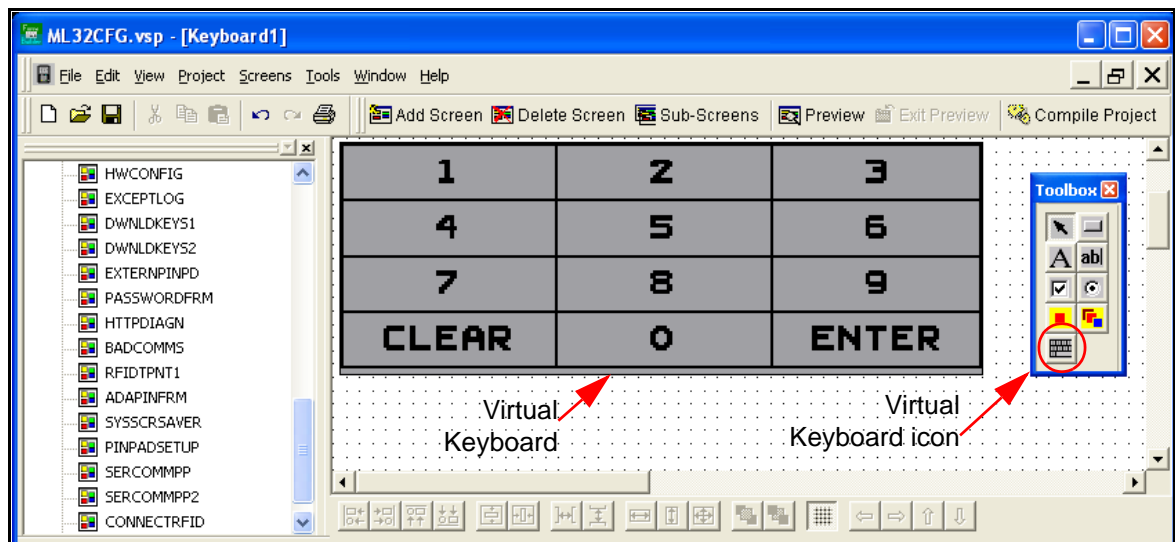 ML32CFG.vsp - [Keyboard1]
File Edit View Project Screens Tools Window Help
Add Screen Delete Screen Sub-Screens Preview Exit Preview Compile Project
HWCONFIG
EXCEPTLOG
DWNLDKEYS1
DWNLDKEYS2
EXTERNPINPD
PASSWORDFRM
HTTPDIAGN
BADCOMMS
RFIDTPNT1
ADAPINFRM
SYSSCRSAVER
PINPADSETUP
SERCOMMPP
SERCOMMPP2
CONNECTRFID
1 2 3
4 5 6
7 8 9
CLEAR 0 ENTER
Toolbox
A ab|
Virtual
Keyboard
Virtual
Keyboard icon